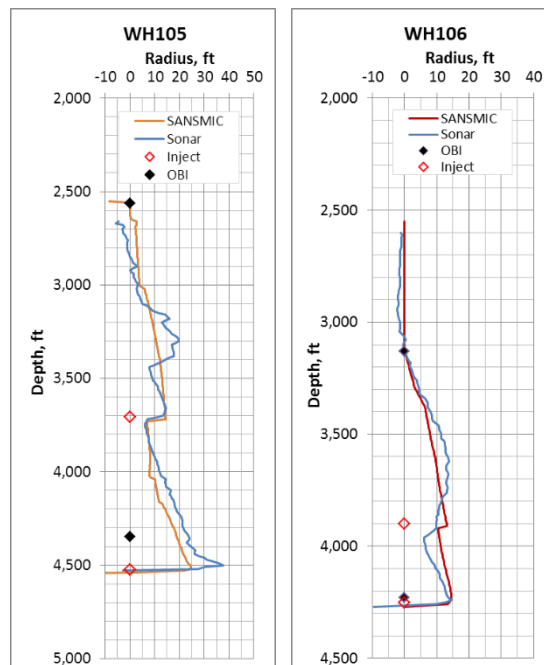 WH105
Radius, ft
-10 0 10 20 30 40 50
2,000
SANSMIC
Sonar
Inject
OBI
2,500
3,000
3,500
4,000
4,500
5,000
Depth, ft
WH106
Radius, ft
-10 0 10 20 30 40
2,000
SANSMIC
Sonar
OBI
Inject
2,500
3,000
3,500
4,000
4,500
Depth, ft